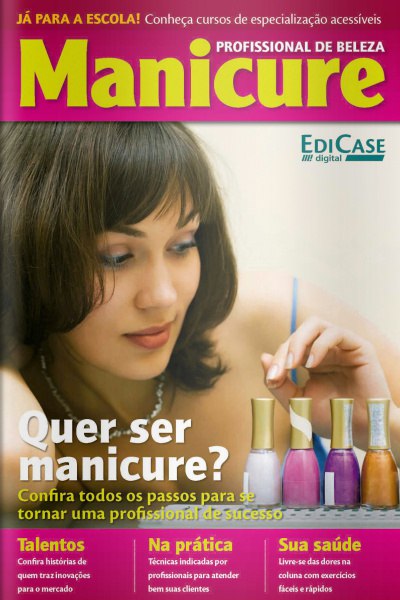 JÁ PARA A ESCOLA! Conheça cursos de especialização acessíveis
PROFISSIONAL DE BELEZA
Manicure
EDICASE
digital
Quer ser
manicure?
Confira todos os passos para se
tornar uma profissional de sucesso
Talentos
Confira histórias de
quem traz inovações
para o mercado
Na prática
Técnicas indicadas por
profissionais para atender
bem suas clientes
Sua saúde
Livre-se das dores na
coluna com exercícios
fáceis e rápidos